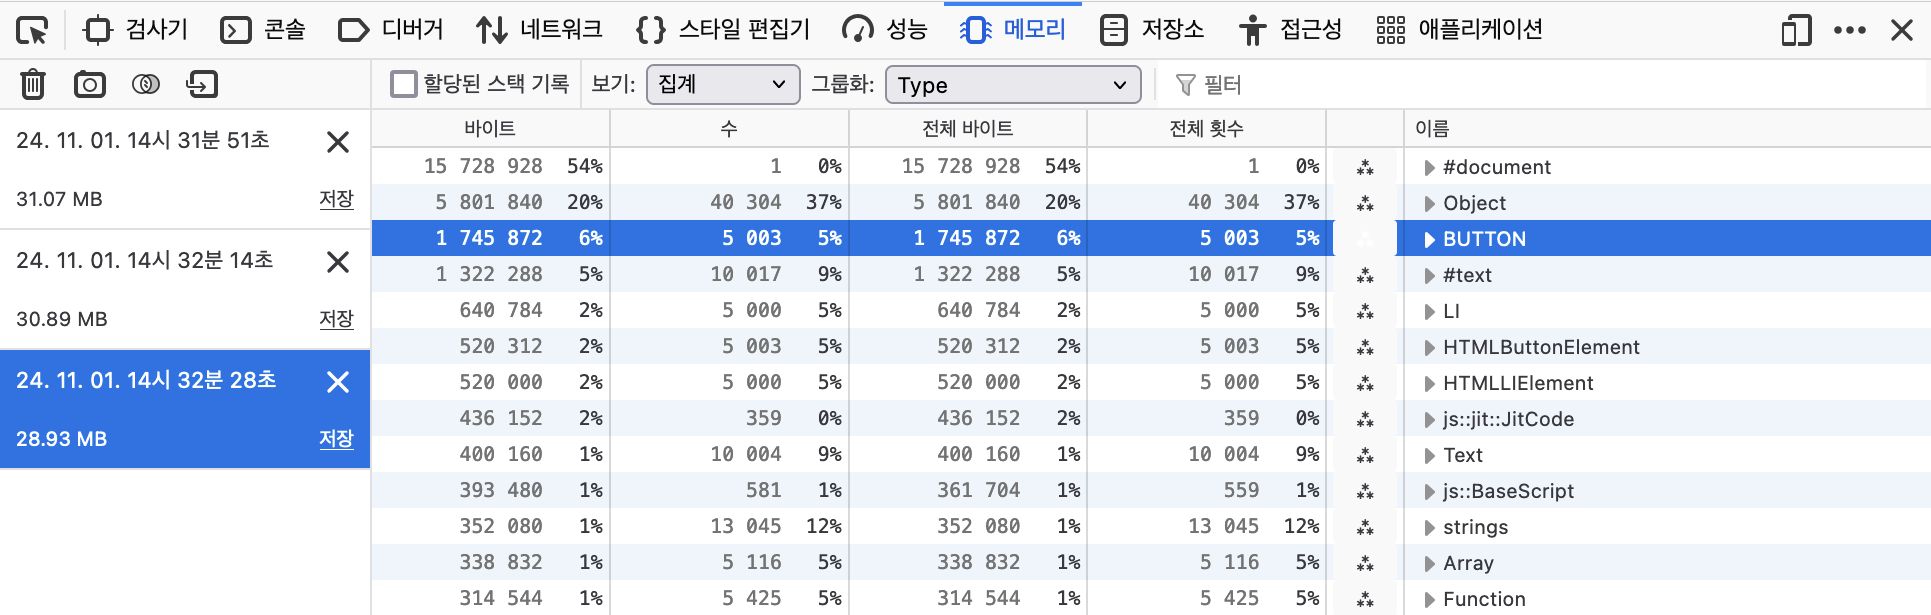 검사기 콘솔 디버거 네트워크 스타일 편집기 성능 메모리 저장소 접근성 애플리케이션
할당된 스택 기록 보기: 집계 그룹화: Type 필터
24. 11. 01. 14시 31분 51초
31.07 MB 저장
24. 11. 01. 14시 32분 14초
30.89 MB 저장
24. 11. 01. 14시 32분 28초
28.93 MB 저장
바이트 수 전체 바이트 전체 횟수 이름
15 728 928 54% 1 0% 15 728 928 54% 1 0% #document
5 801 840 20% 40 304 37% 5 801 840 20% 40 304 37% Object
1 745 872 6% 5 003 5% 1 745 872 6% 5 003 5% BUTTON
1 322 288 5% 10 017 9% 1 322 288 5% 10 017 9% #text
640 784 2% 5 000 5% 640 784 2% 5 000 5% LI
520 312 2% 5 003 5% 520 312 2% 5 003 5% HTMLButtonElement
520 000 2% 5 000 5% 520 000 2% 5 000 5% HTMLLIElement
436 152 2% 359 0% 436 152 2% 359 0% js::jit::JitCode
400 160 1% 10 004 9% 400 160 1% 10 004 9% Text
393 480 1% 581 1% 361 704 1% 559 1% js::BaseScript
352 080 1% 13 045 12% 352 080 1% 13 045 12% strings
338 832 1% 5 116 5% 338 832 1% 5 116 5% Array
314 544 1% 5 425 5% 314 544 1% 5 425 5% Function